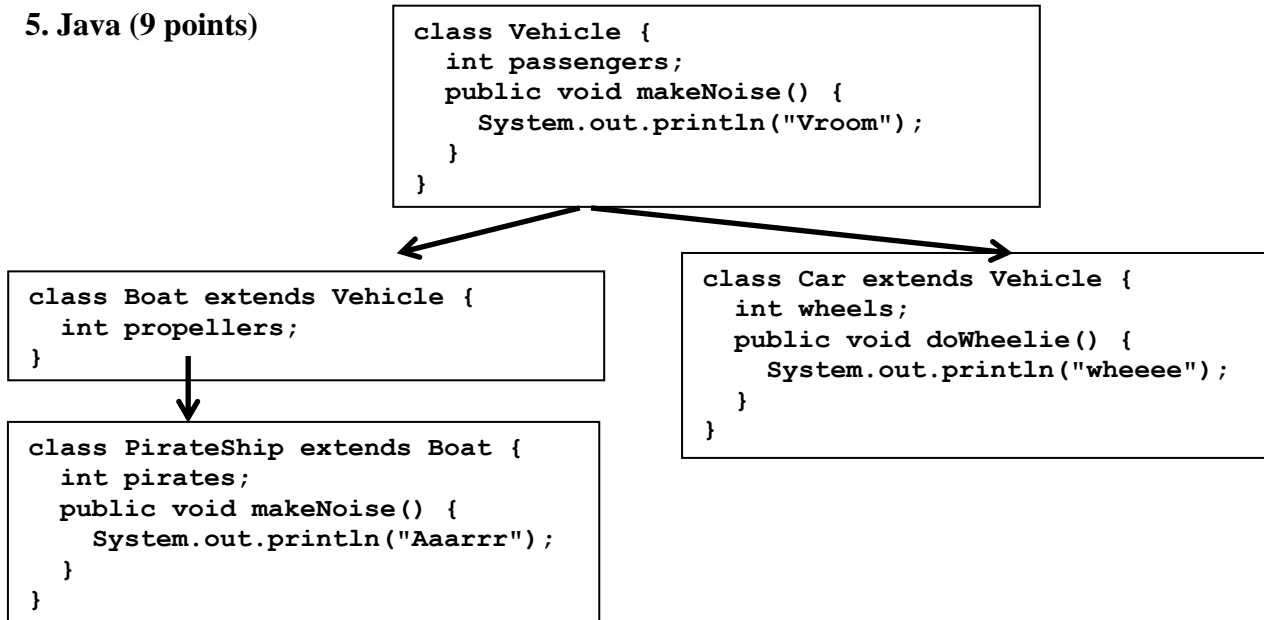 5. Java (9 points)
class Vehicle {
  int passengers;
  public void makeNoise() {
    System.out.println("Vroom");
  }
}
class Boat extends Vehicle {
  int propellers;
}
class Car extends Vehicle {
  int wheels;
  public void doWheelie() {
    System.out.println("wheeee");
  }
}
class PirateShip extends Boat {
  int pirates;
  public void makeNoise() {
    System.out.println("Aaarrr");
  }
}